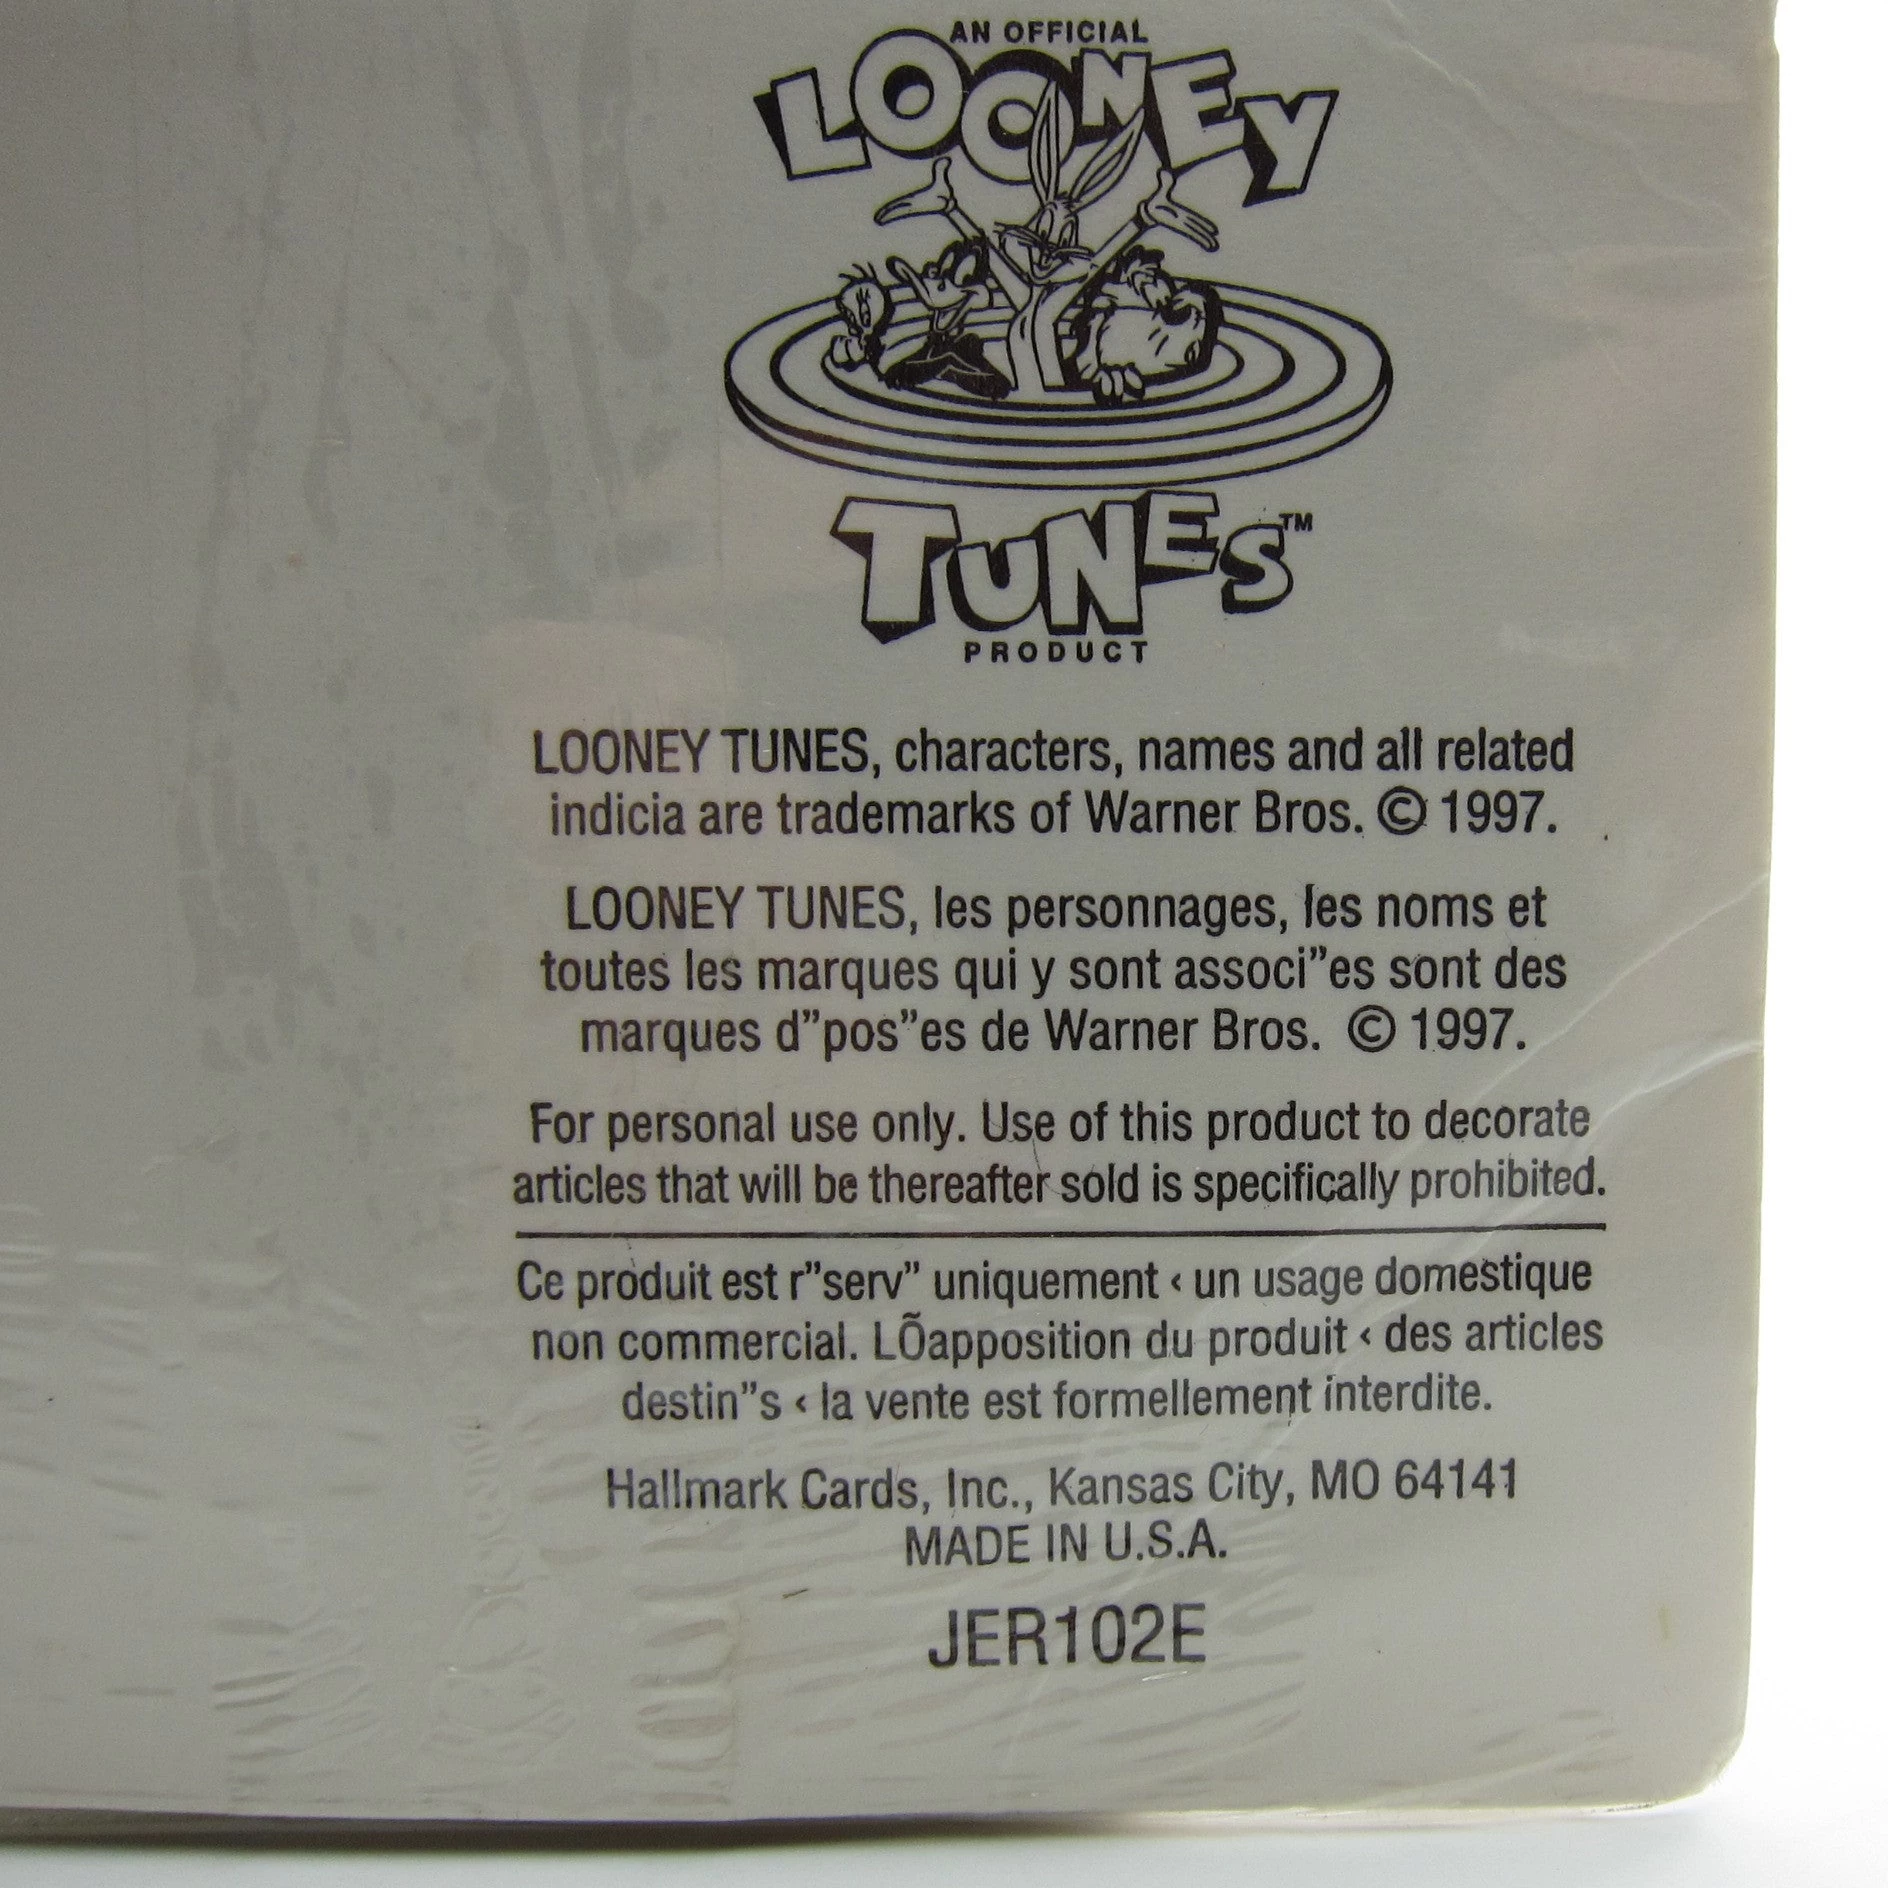 AN OFFICIAL
LOONEY
TUNES™
PRODUCT
LOONEY TUNES, characters, names and all related
indicia are trademarks of Warner Bros. © 1997.
LOONEY TUNES, les personnages, les noms et
toutes les marques qui y sont associ”es sont des
marques d”pos”es de Warner Bros. © 1997.
For personal use only. Use of this product to decorate
articles that will be thereafter sold is specifically prohibited.
Ce produit est r”serv” uniquement ‹ un usage domestique
non commercial. LÕapposition du produit ‹ des articles
destin”s ‹ la vente est formellement interdite.
Hallmark Cards, Inc., Kansas City, MO 64141
MADE IN U.S.A.
JER102E